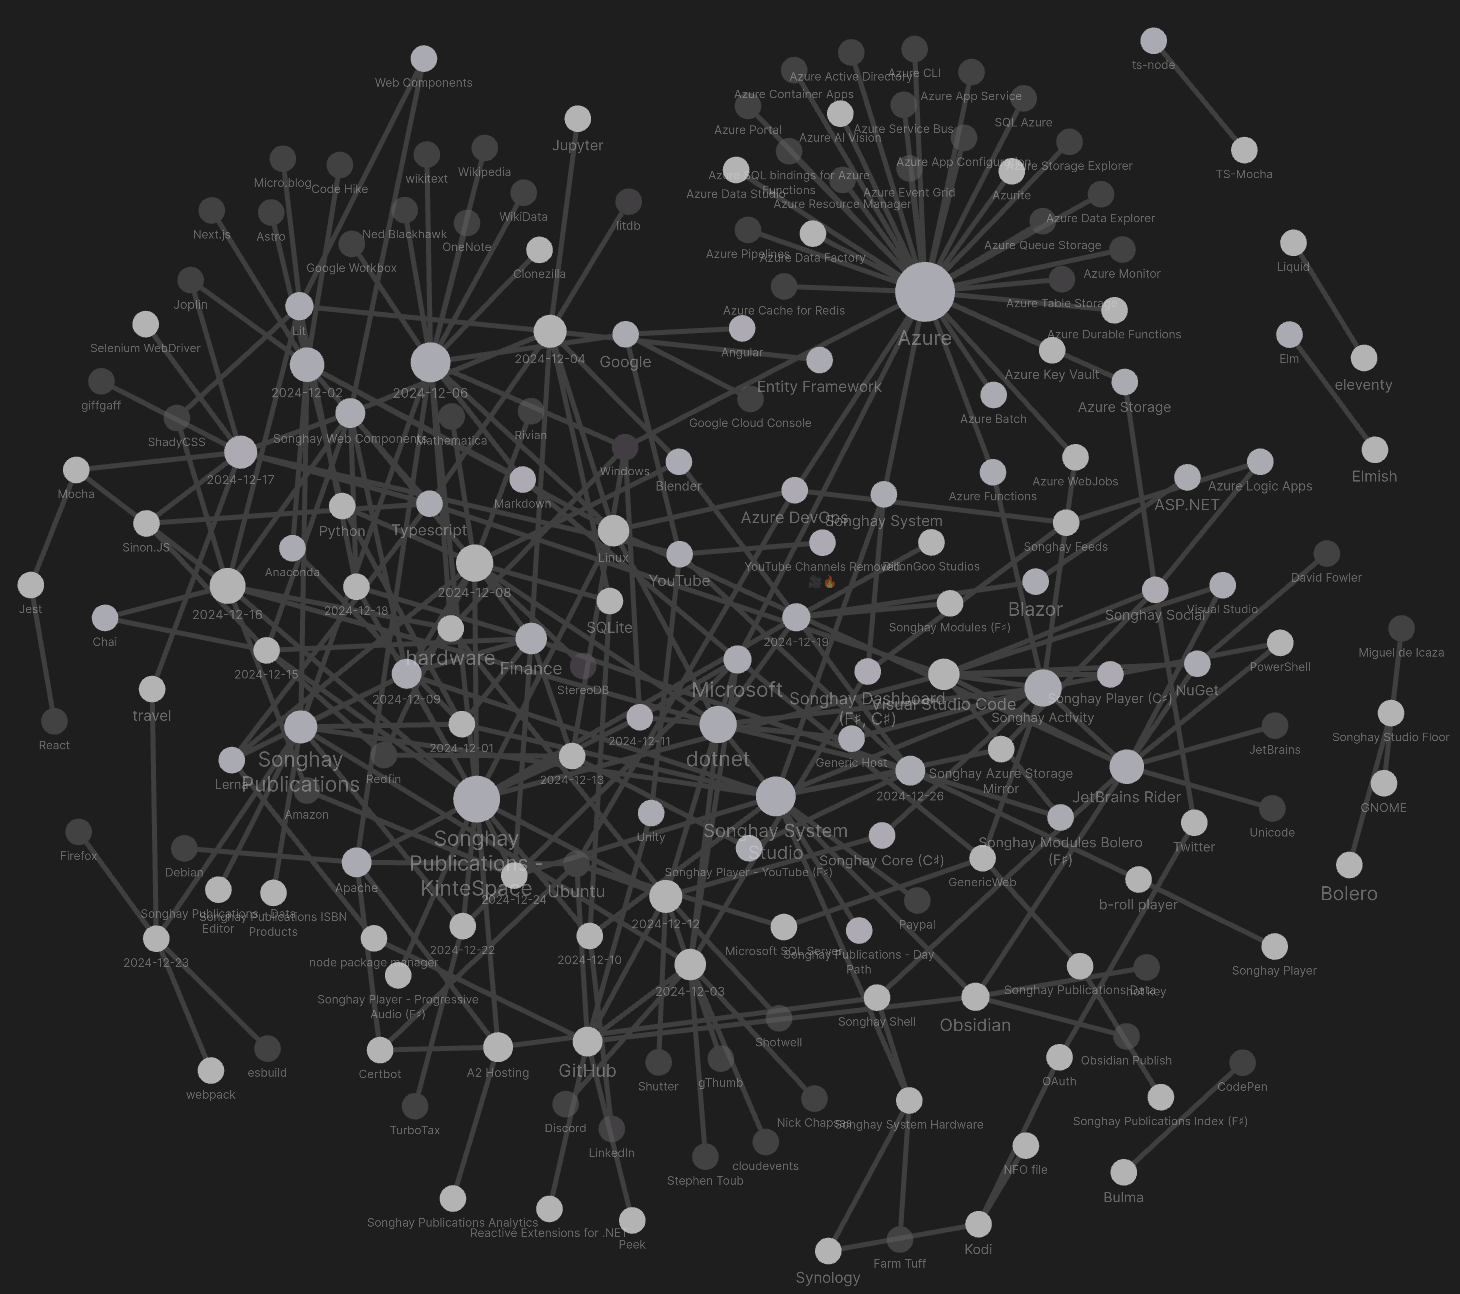 ts-node
Azure Active Directory
Azure CLI
Web Components
Azure Container Apps
Azure App Service
SQL Azure
Azure Portal
Azure Service Bus
Azure AI Vision
Jupyter
Azure App Configuration
Azure Storage Explorer
TS-Mocha
Micro.blog
Code Hike
wikitext
Wikipedia
Azure SQL bindings for Azure
Functions
Azure Data Studio
Azure Event Grid
Azurite
Azure Resource Manager
WikiData
litdb
Azure Data Explorer
Next.js
Astro
Ned Blackhawk
OneNote
Azure Queue Storage
Azure Pipelines
Azure Data Factory
Google Workbox
Clonezilla
Liquid
Azure Monitor
Joplin
Azure Table Storage
Azure Cache for Redis
Lit
Azure Durable Functions
Azure
Selenium WebDriver
2024-12-04
Google
Angular
Elm
Azure Key Vault
2024-12-02
2024-12-06
Entity Framework
eleventy
giffgaff
Azure Storage
Azure Batch
Google Cloud Console
ShadyCSS
Songhay Web Components
Mathematica
Rivian
Windows
2024-12-17
Blender
Elmish
Mocha
Markdown
Azure Functions
Azure WebJobs
Azure Logic Apps
ASP.NET
Python
Typescript
Azure DevOps
Songhay System
Sinon.JS
Linux
Songhay Feeds
Anaconda
YouTube
YouTube Channels Removed
🎥🔥
DillonGoo Studios
David Fowler
2024-12-08
Jest
2024-12-16
2024-12-18
SQLite
Blazor
Songhay Social
Visual Studio
Chai
2024-12-19
Songhay Modules (F♯)
hardware
Finance
Miguel de Icaza
2024-12-15
PowerShell
StereoDB
Microsoft
Songhay Dashboard
(F♯, C♯)
Visual Studio Code
Songhay Player (C♯)
NuGet
2024-12-09
travel
Songhay Activity
React
2024-12-01
2024-12-11
Songhay Studio Floor
Songhay
Publications
Redfin
2024-12-13
dotnet
Generic Host
JetBrains
Lerna
Songhay Azure Storage
Mirror
2024-12-26
JetBrains Rider
Amazon
GNOME
Songhay
Publications -
KinteSpace
Unity
Songhay System
Studio
Unicode
Firefox
Songhay Core (C♯)
Songhay Modules Bolero
(F♯)
Twitter
Debian
Apache
Songhay Player - YouTube (F♯)
GenericWeb
Ubuntu
2024-12-24
Bolero
b-roll player
Songhay Publications - Data
Editor
Songhay Publications ISBN
Products
2024-12-12
Paypal
2024-12-22
2024-12-10
Microsoft SQL Server
Songhay Publications - Day
Path
2024-12-23
node package manager
Songhay Player
Songhay Player - Progressive
Audio (F♯)
2024-12-03
Songhay Publications Data
hot key
Songhay Shell
Obsidian
Shotwell
Obsidian Publish
esbuild
Certbot
A2 Hosting
GitHub
Shutter
gThumb
OAuth
CodePen
webpack
TurboTax
Discord
Nick Chapsas
Songhay System Hardware
Songhay Publications Index (F♯)
LinkedIn
cloudevents
Stephen Toub
NFO file
Bulma
Songhay Publications Analytics
Reactive Extensions for .NET
Peek
Kodi
Farm Tuff
Synology